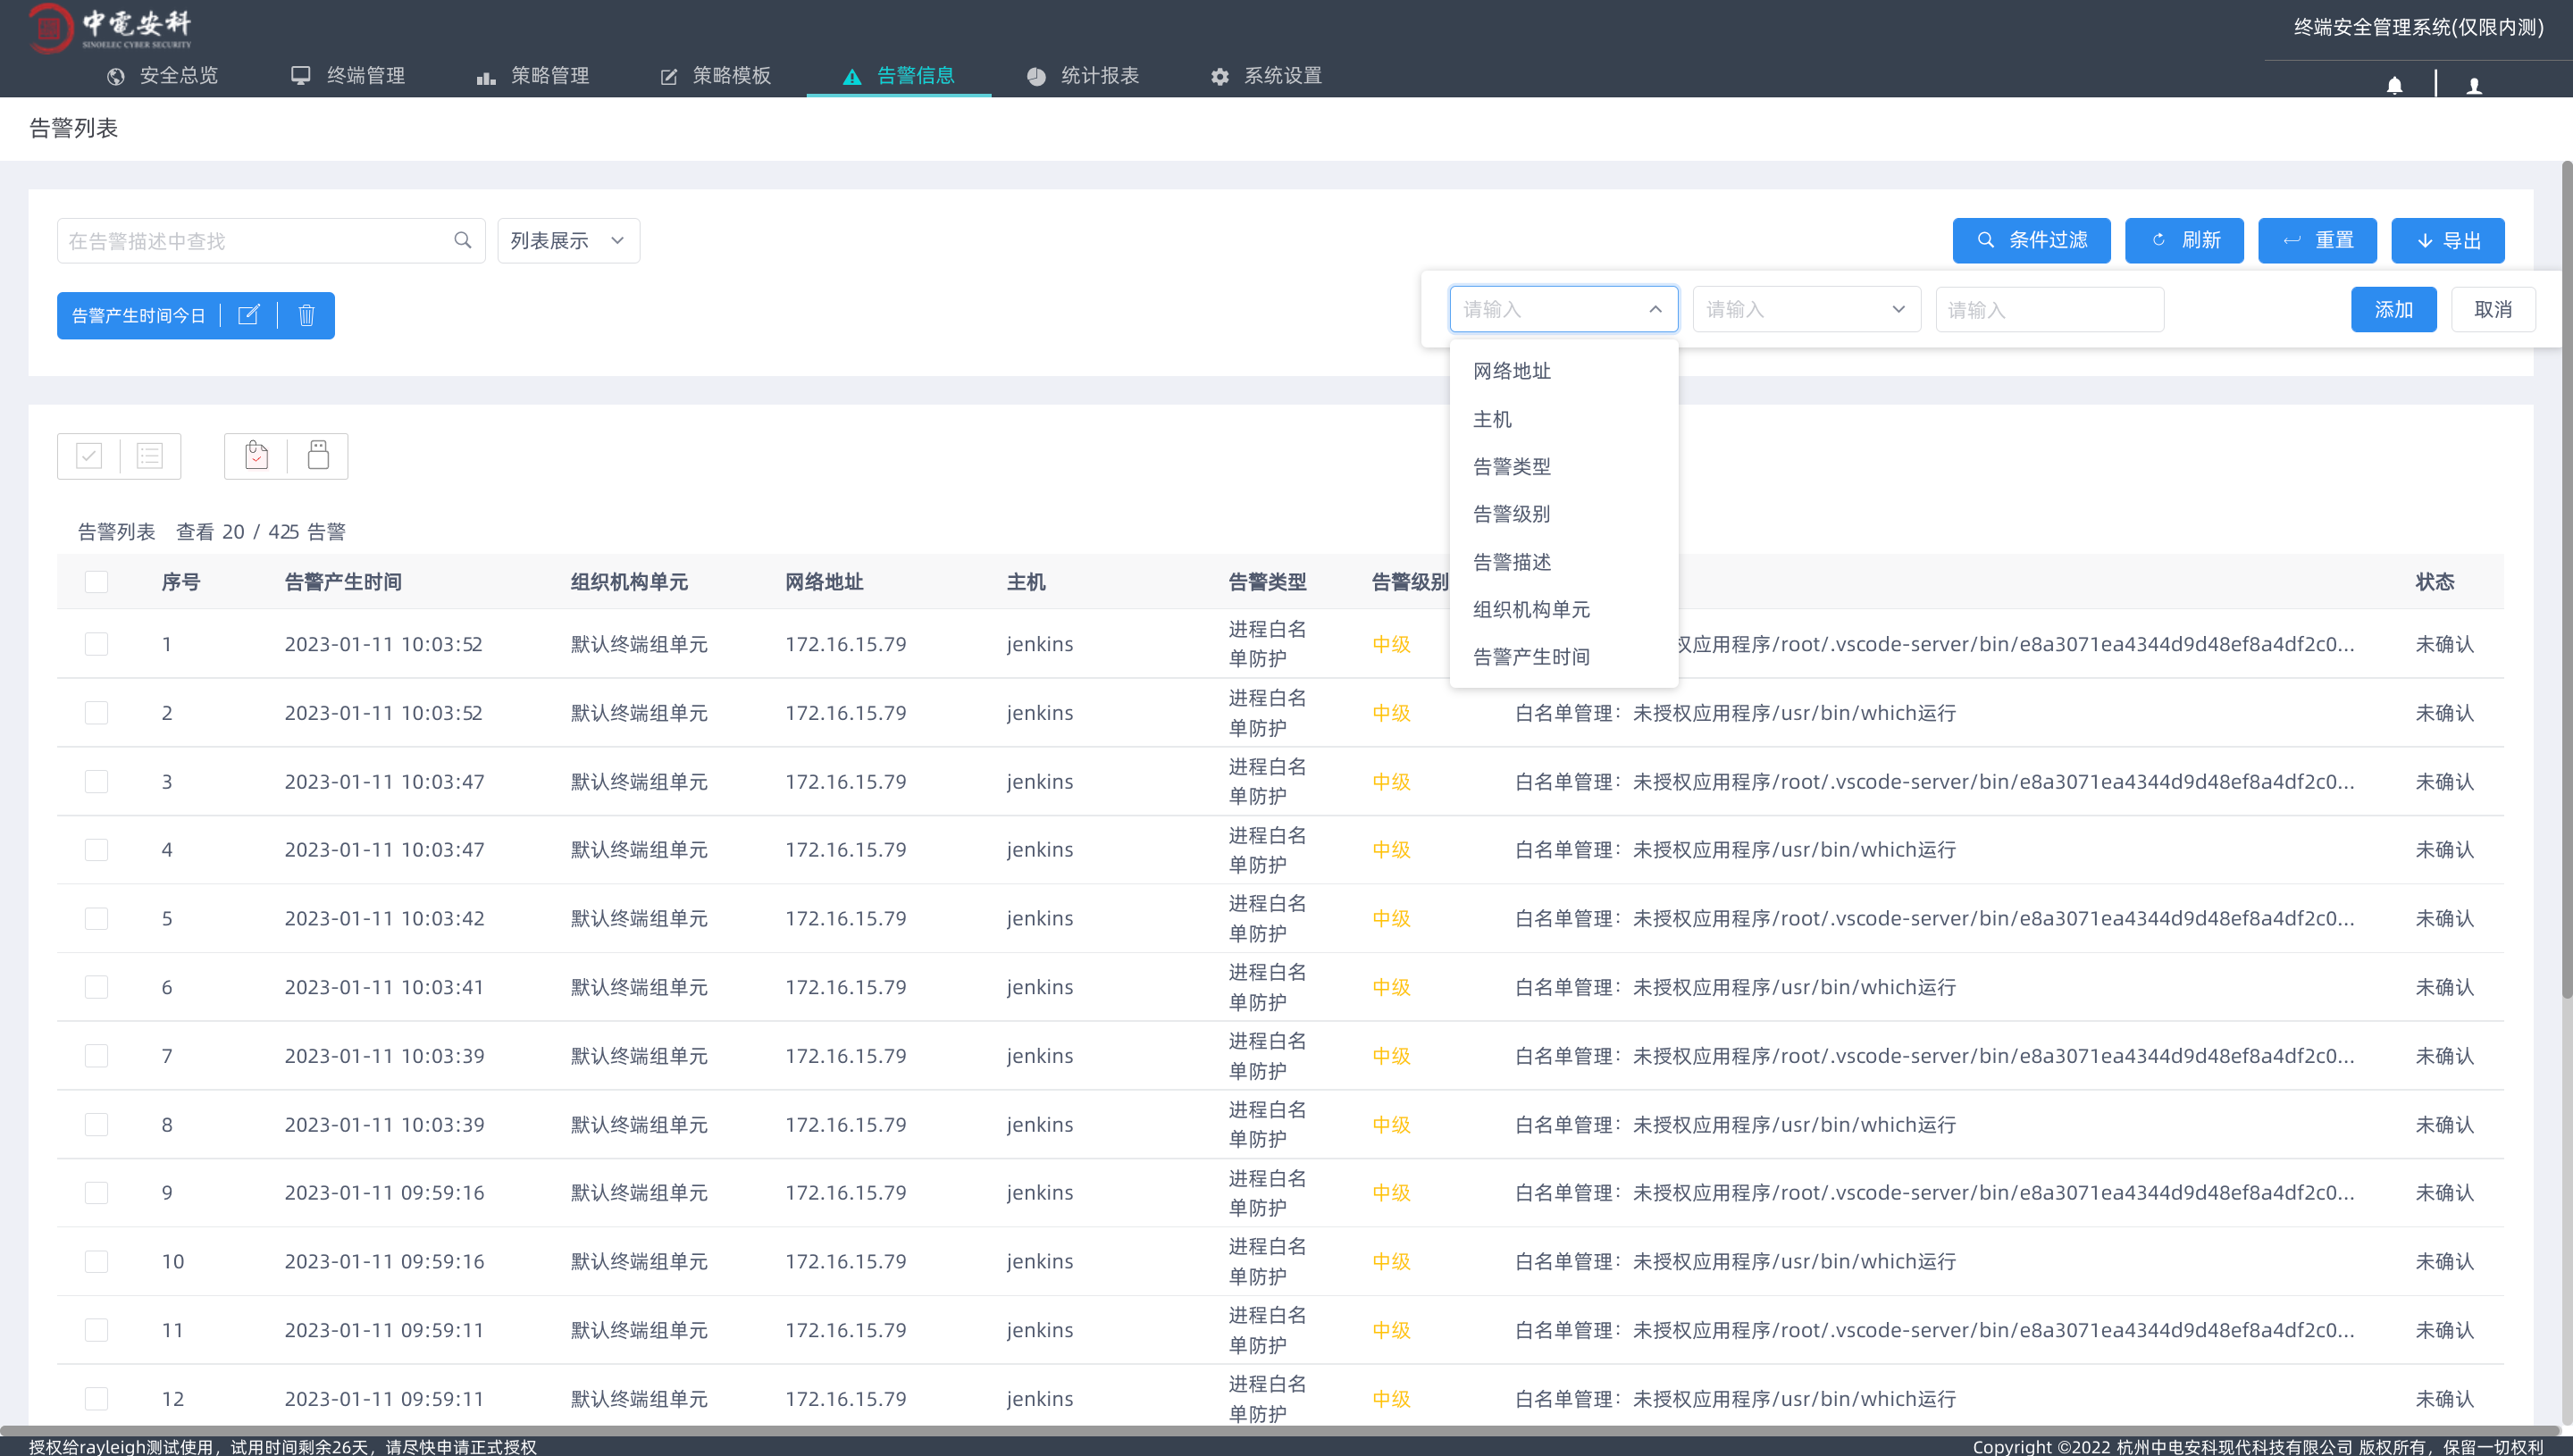 中電安科
SINOELEC CYBER SECURITY
终端安全管理系统(仅限内测)
安全总览 终端管理 策略管理 策略模板 告警信息 统计报表 系统设置
告警列表
在告警描述中查找 列表展示 条件过滤 刷新 重置 导出
告警产生时间今日 请输入 请输入 请输入 添加 取消
网络地址
主机
告警类型
告警级别
告警描述
组织机构单元
告警产生时间
告警列表 查看 20 / 425 告警
序号 告警产生时间 组织机构单元 网络地址 主机 告警类型 告警级别 状态
1 2023-01-11 10:03:52 默认终端组单元 172.16.15.79 jenkins 进程白名单防护 中级 权应用程序/root/.vscode-server/bin/e8a3071ea4344d9d48ef8a4df2c0... 未确认
2 2023-01-11 10:03:52 默认终端组单元 172.16.15.79 jenkins 进程白名单防护 中级 白名单管理：未授权应用程序/usr/bin/which运行 未确认
3 2023-01-11 10:03:47 默认终端组单元 172.16.15.79 jenkins 进程白名单防护 中级 白名单管理：未授权应用程序/root/.vscode-server/bin/e8a3071ea4344d9d48ef8a4df2c0... 未确认
4 2023-01-11 10:03:47 默认终端组单元 172.16.15.79 jenkins 进程白名单防护 中级 白名单管理：未授权应用程序/usr/bin/which运行 未确认
5 2023-01-11 10:03:42 默认终端组单元 172.16.15.79 jenkins 进程白名单防护 中级 白名单管理：未授权应用程序/root/.vscode-server/bin/e8a3071ea4344d9d48ef8a4df2c0... 未确认
6 2023-01-11 10:03:41 默认终端组单元 172.16.15.79 jenkins 进程白名单防护 中级 白名单管理：未授权应用程序/usr/bin/which运行 未确认
7 2023-01-11 10:03:39 默认终端组单元 172.16.15.79 jenkins 进程白名单防护 中级 白名单管理：未授权应用程序/root/.vscode-server/bin/e8a3071ea4344d9d48ef8a4df2c0... 未确认
8 2023-01-11 10:03:39 默认终端组单元 172.16.15.79 jenkins 进程白名单防护 中级 白名单管理：未授权应用程序/usr/bin/which运行 未确认
9 2023-01-11 09:59:16 默认终端组单元 172.16.15.79 jenkins 进程白名单防护 中级 白名单管理：未授权应用程序/root/.vscode-server/bin/e8a3071ea4344d9d48ef8a4df2c0... 未确认
10 2023-01-11 09:59:16 默认终端组单元 172.16.15.79 jenkins 进程白名单防护 中级 白名单管理：未授权应用程序/usr/bin/which运行 未确认
11 2023-01-11 09:59:11 默认终端组单元 172.16.15.79 jenkins 进程白名单防护 中级 白名单管理：未授权应用程序/root/.vscode-server/bin/e8a3071ea4344d9d48ef8a4df2c0... 未确认
12 2023-01-11 09:59:11 默认终端组单元 172.16.15.79 jenkins 进程白名单防护 中级 白名单管理：未授权应用程序/usr/bin/which运行 未确认
授权给rayleigh测试使用，试用时间剩余26天，请尽快申请正式授权 Copyright ©2022 杭州中电安科现代科技有限公司 版权所有，保留一切权利